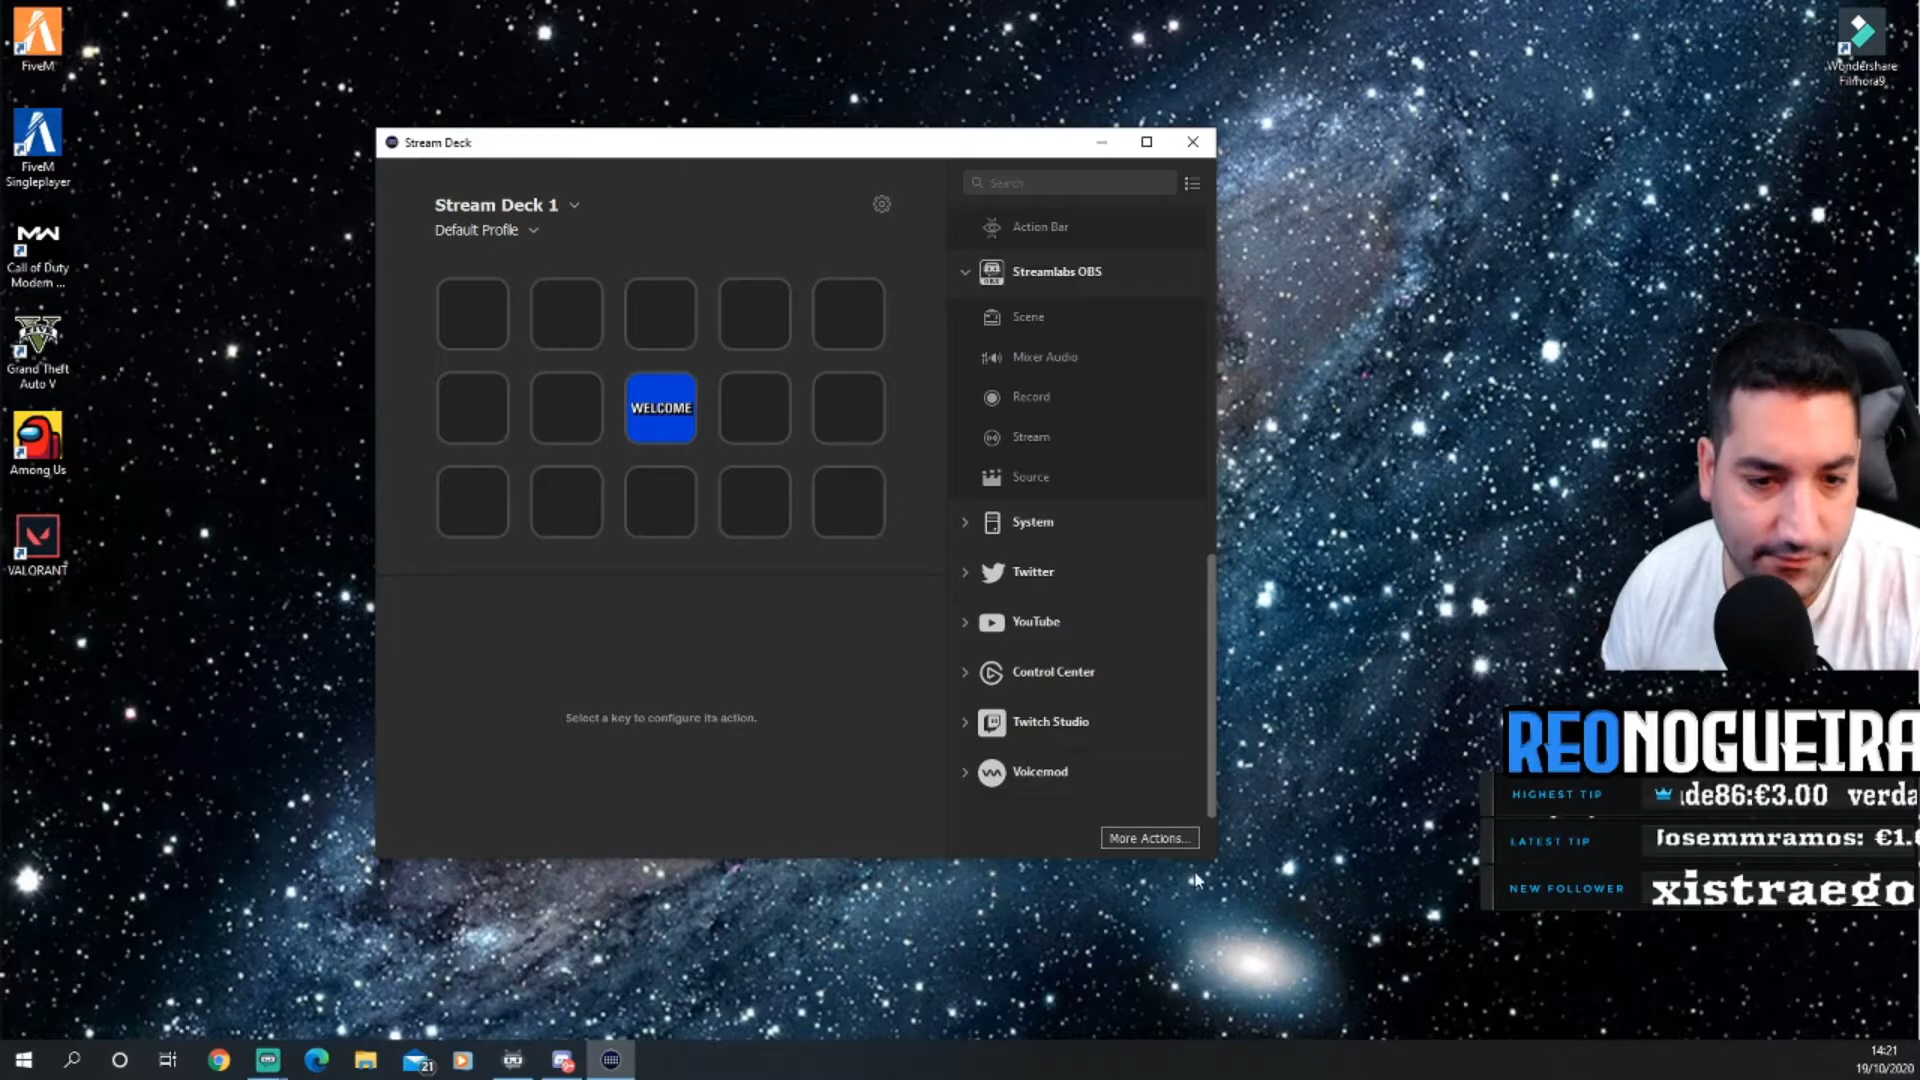 FiveM
FiveM
Singleplayer
Call of Duty
Modern ...
Grand Theft
Auto V
Among Us
VALORANT
Wondershare
Filmora9
Stream Deck
Stream Deck 1
Default Profile
WELCOME
Select a key to configure its action.
Search
Action Bar
Streamlabs OBS
Scene
Mixer Audio
Record
Stream
Source
System
Twitter
YouTube
Control Center
Twitch Studio
Voicemod
More Actions...
REONOGUEIRA
HIGHEST TIP
ide86:€3.00 verda
LATEST TIP
Josemmramos: €1.0
NEW FOLLOWER
xistraego
21
14:21
19/10/2020